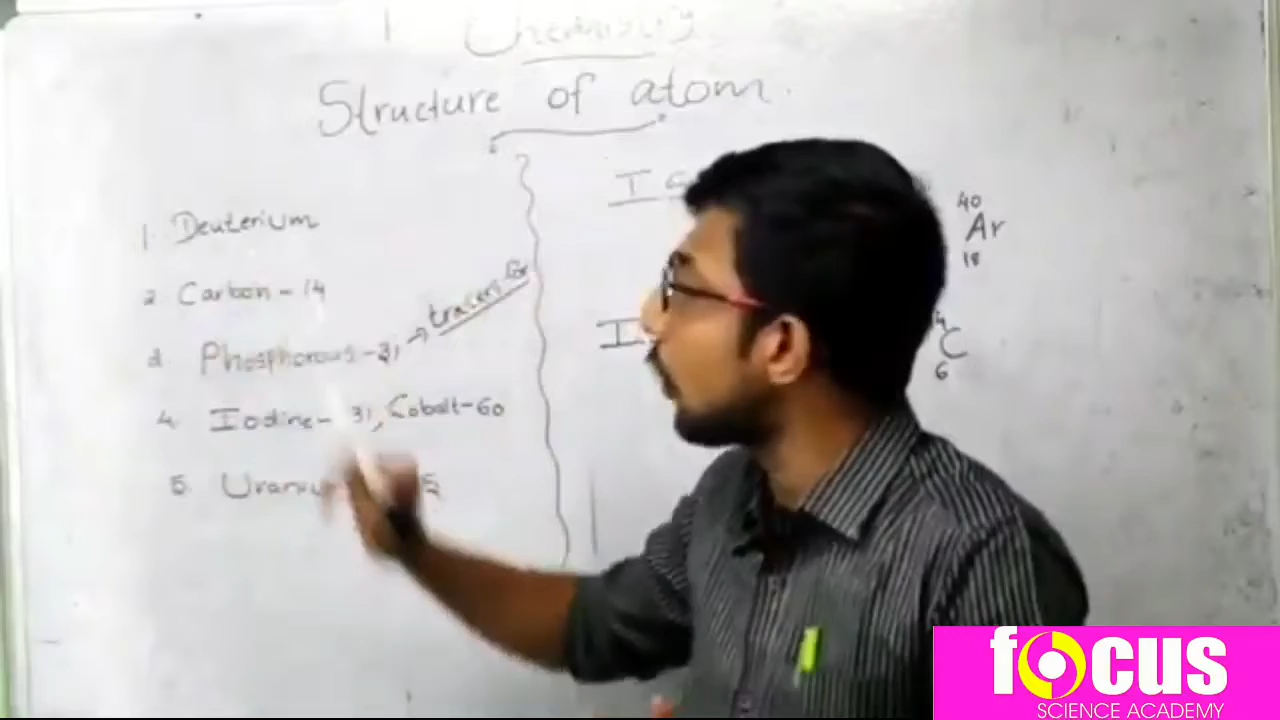 Chemistry
Structure of atom.
1. Deuterium
2. Carbon-14
3. Phosphorous-31 → tracers for
4. Iodine- 31, Cobalt-60
5.
40
Ar
18
C
6
focus
SCIENCE ACADEMY